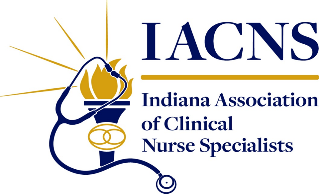 IACNS
Indiana Association
of Clinical
Nurse Specialists